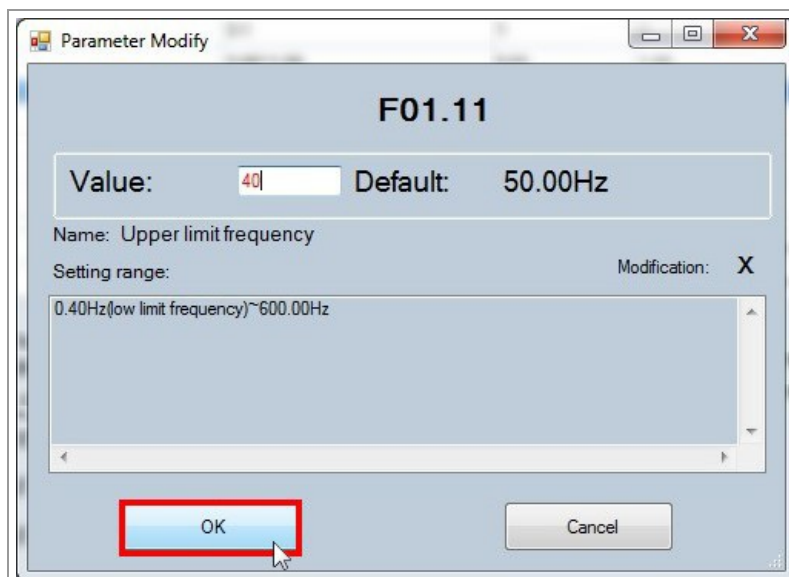 Parameter Modify
F01.11
Value: 40 Default: 50.00Hz
Name: Upper limit frequency
Setting range: Modification: X
0.40Hz(low limit frequency)~600.00Hz
OK Cancel